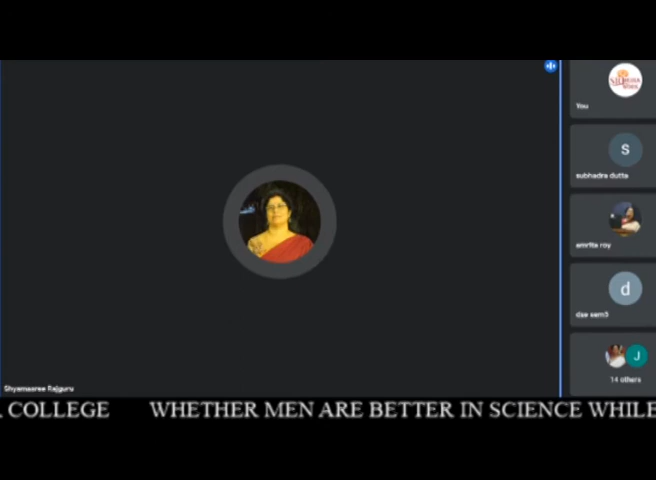 You
s
subhadra dutta
amrita roy
d
dse sem3
J
14 others
Shyamasree Rajguru
COLLEGE WHETHER MEN ARE BETTER IN SCIENCE WHILE